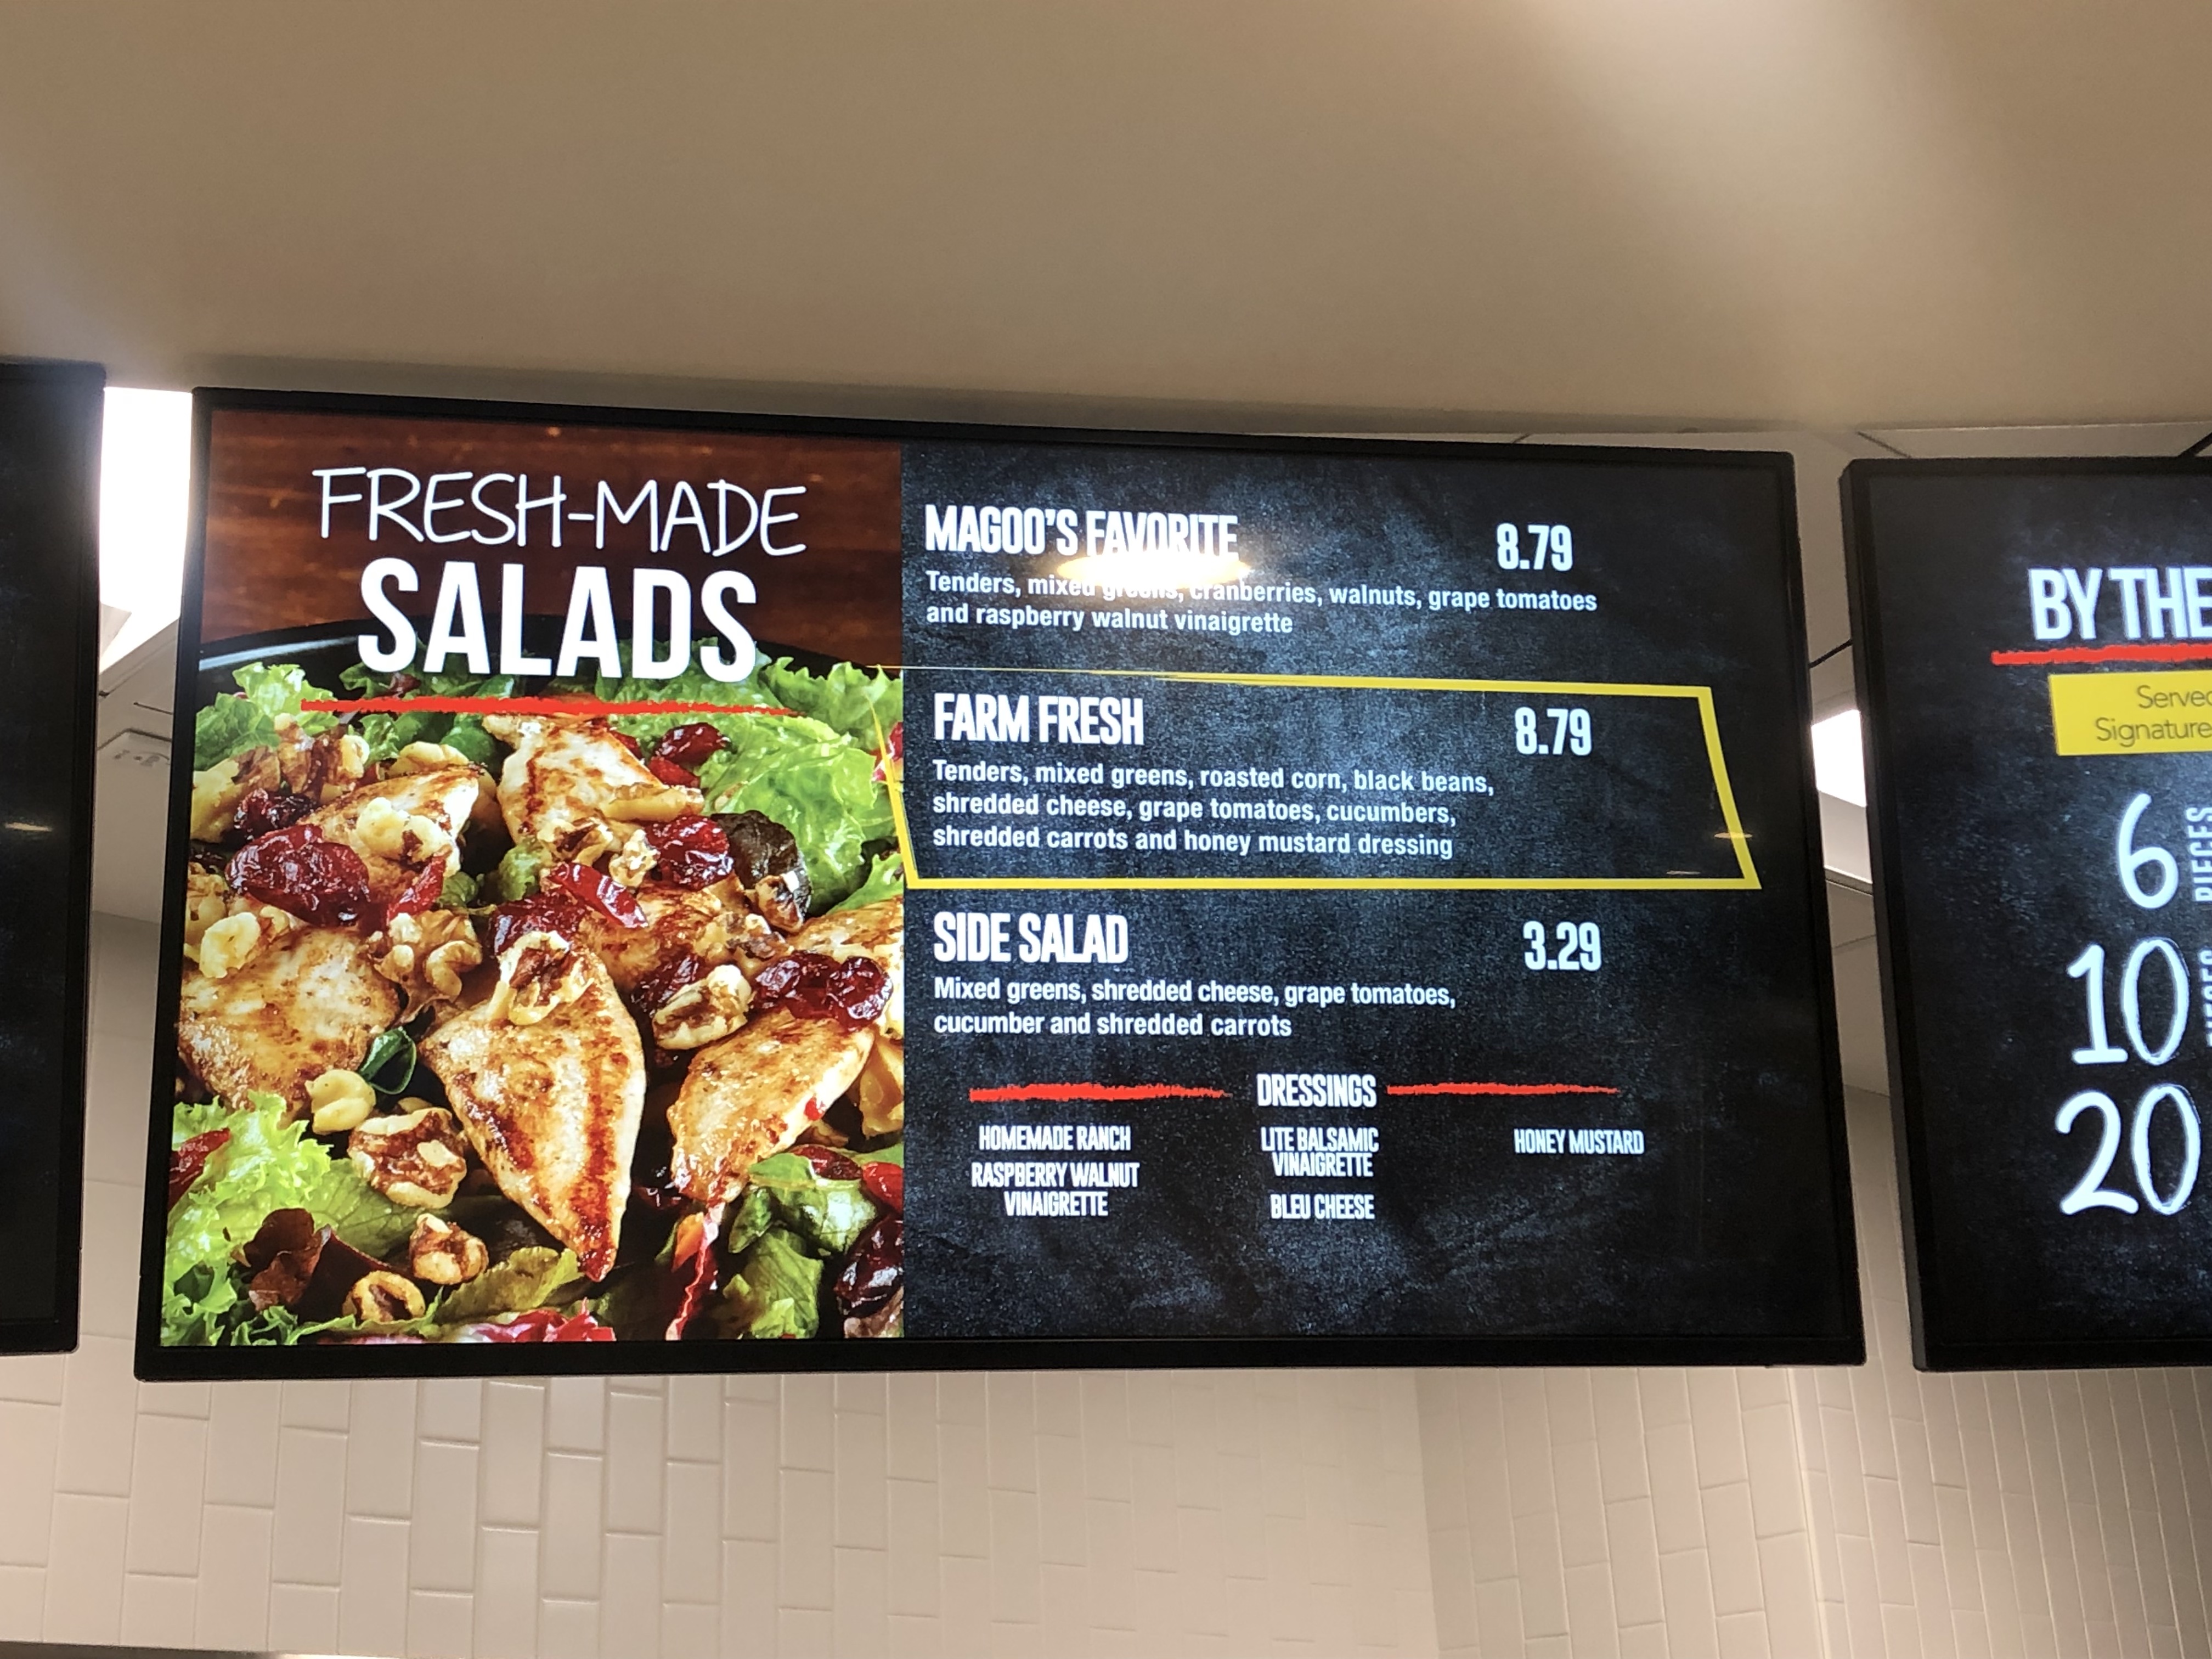 FRESH-MADE
SALADS
MAGOO'S FAVORITE 8.79
Tenders, mixed greens, cranberries, walnuts, grape tomatoes
and raspberry walnut vinaigrette
FARM FRESH 8.79
Tenders, mixed greens, roasted corn, black beans,
shredded cheese, grape tomatoes, cucumbers,
shredded carrots and honey mustard dressing
SIDE SALAD 3.29
Mixed greens, shredded cheese, grape tomatoes,
cucumber and shredded carrots
DRESSINGS
HOMEMADE RANCH
RASPBERRY WALNUT
VINAIGRETTE
LITE BALSAMIC
VINAIGRETTE
BLEU CHEESE
HONEY MUSTARD
BY THE
Served
Signature
6 PIECES
10
20